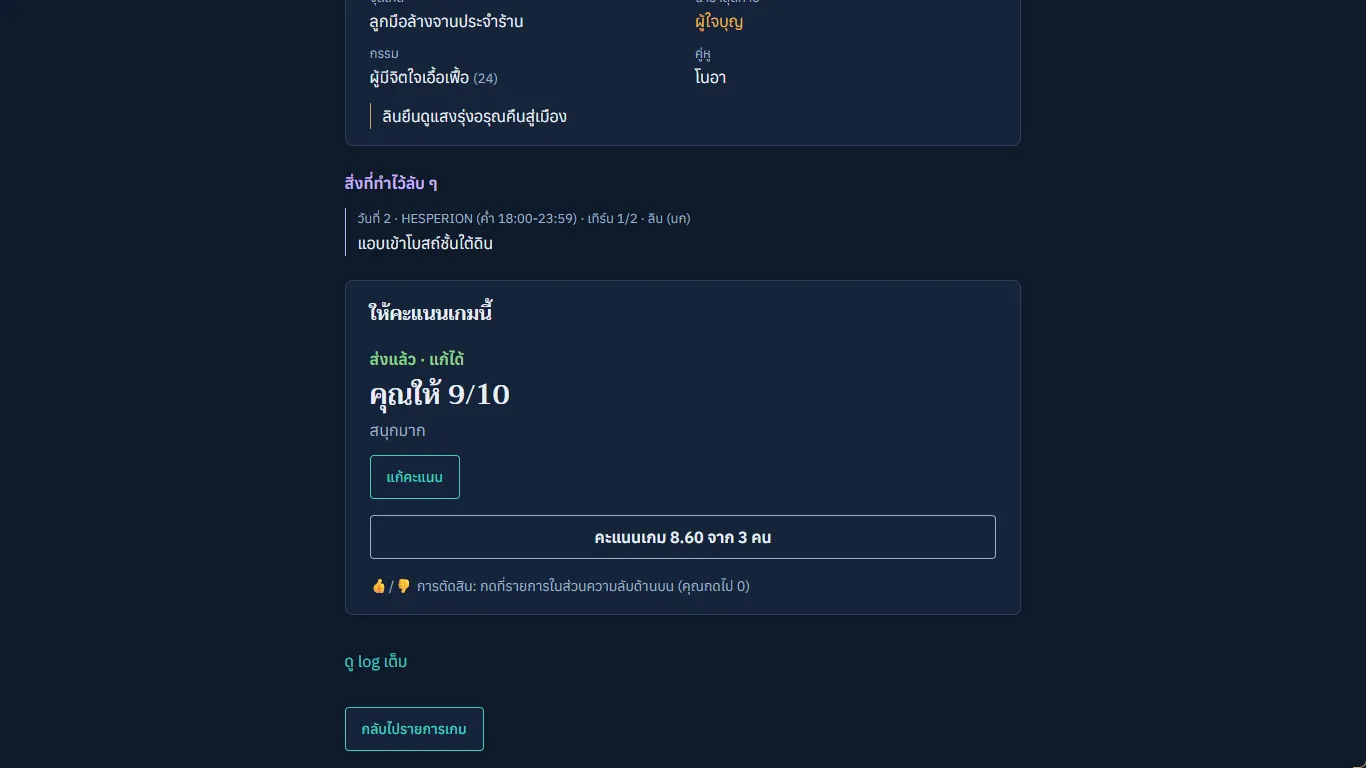 ลูกมือล้างจานประจำร้าน
ผู้ใจบุญ
กรรม
คู่หู
ผู้มีจิตใจเอื้อเฟื้อ (24)
โนอา
ลินยืนดูแสงรุ่งอรุณคืนสู่เมือง
สิ่งที่ทำไว้ลับ ๆ
วันที่ 2 · HESPERION (ค่ำ 18:00-23:59) · เทิร์น 1/2 · ลิน (นก)
แอบเข้าโบสถ์ชั้นใต้ดิน
ให้คะแนนเกมนี้
ส่งแล้ว · แก้ได้
คุณให้ 9/10
สนุกมาก
แก้คะแนน
คะแนนเกม 8.60 จาก 3 คน
👍 / 👎 การตัดสิน: กดที่รายการในส่วนความลับด้านบน (คุณกดไป 0)
ดู log เต็ม
กลับไปรายการเกม